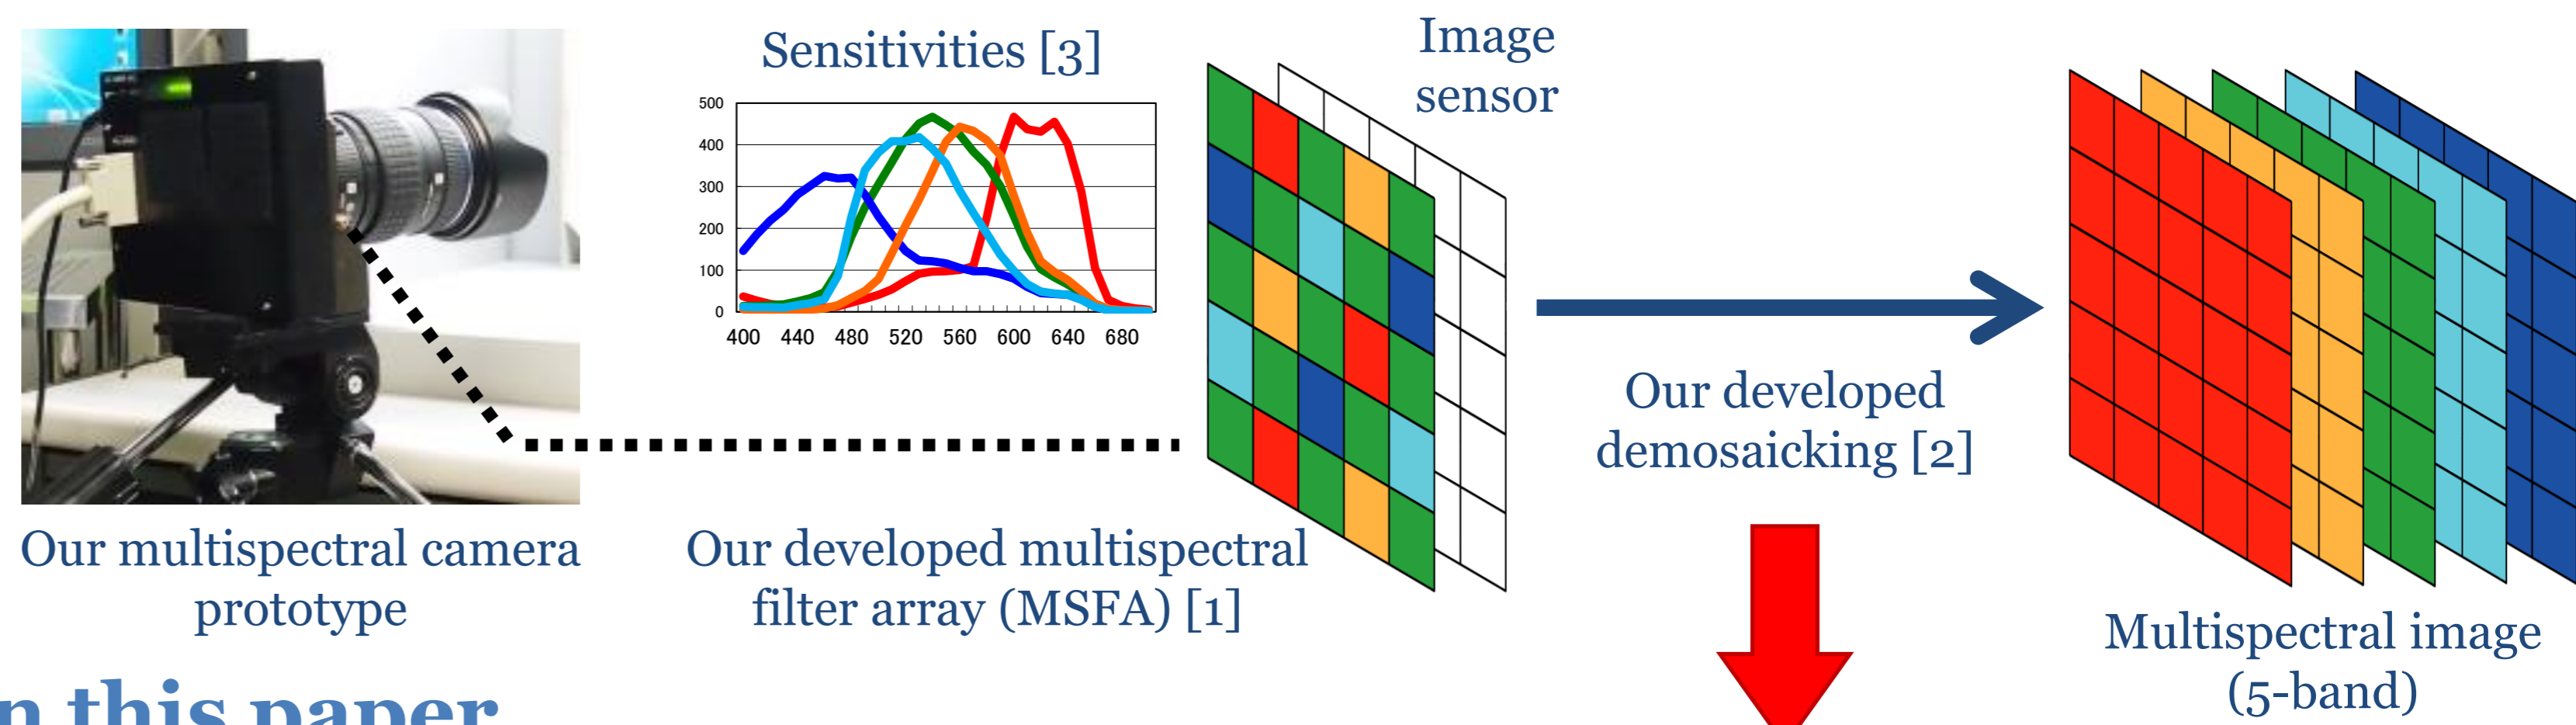 Sensitivities [3]
500
400
300
200
100
0
400 440 480 520 560 600 640 680
Image
sensor
Our developed
demosaicking [2]
Our multispectral camera
prototype
Our developed multispectral
filter array (MSFA) [1]
Multispectral image
(5-band)
n this paper